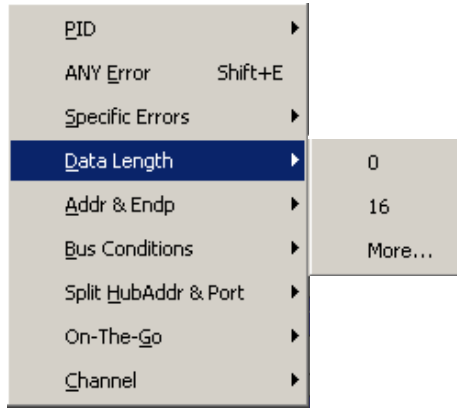 PID
ANY Error Shift+E
Specific Errors
Data Length
0
Addr & Endp
16
Bus Conditions
More...
Split HubAddr & Port
On-The-Go
Channel